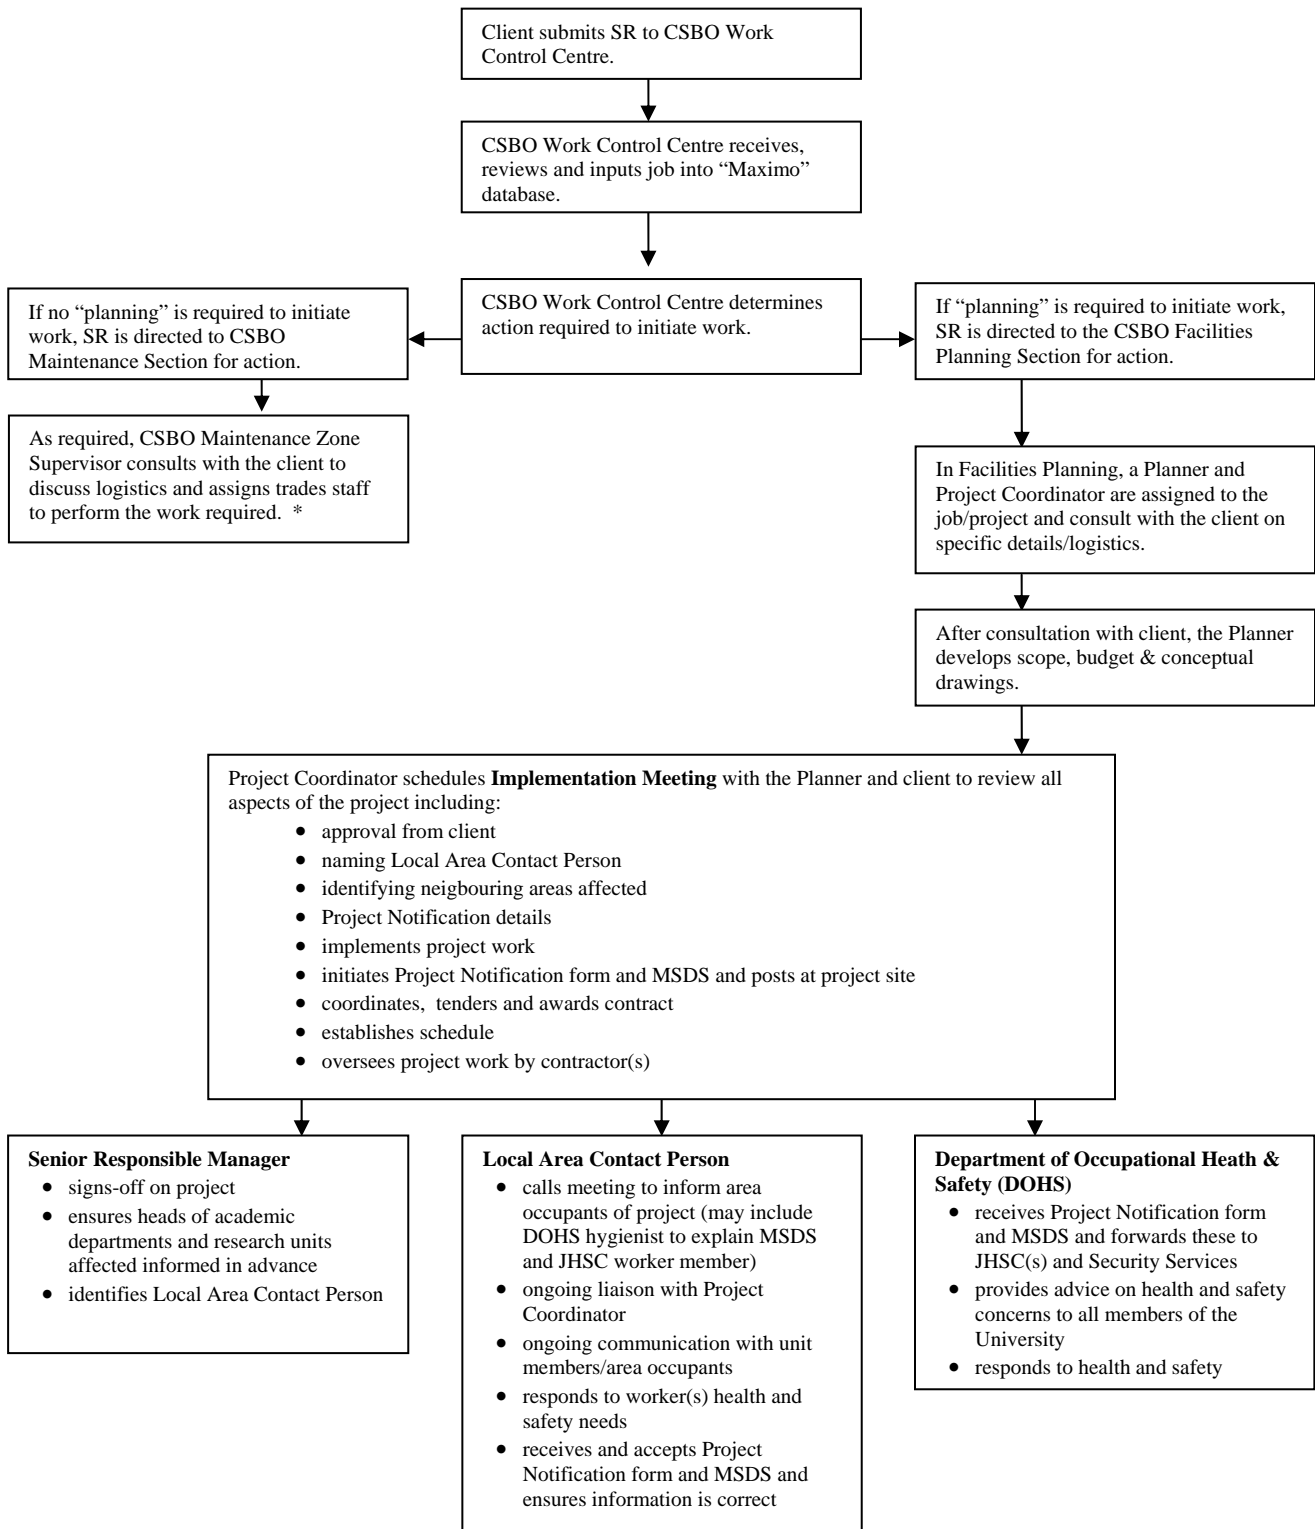 Client submits SR to CSBO Work
Control Centre.
CSBO Work Control Centre receives,
reviews and inputs job into “Maximo”
database.
If no “planning” is required to initiate
work, SR is directed to CSBO
Maintenance Section for action.
CSBO Work Control Centre determines
action required to initiate work.
If “planning” is required to initiate work,
SR is directed to the CSBO Facilities
Planning Section for action.
As required, CSBO Maintenance Zone
Supervisor consults with the client to
discuss logistics and assigns trades staff
to perform the work required.  *
In Facilities Planning, a Planner and
Project Coordinator are assigned to the
job/project and consult with the client on
specific details/logistics.
After consultation with client, the Planner
develops scope, budget & conceptual
drawings.
Project Coordinator schedules Implementation Meeting with the Planner and client to review all
aspects of the project including:
• approval from client
• naming Local Area Contact Person
• identifying neigbouring areas affected
• Project Notification details
• implements project work
• initiates Project Notification form and MSDS and posts at project site
• coordinates,  tenders and awards contract
• establishes schedule
• oversees project work by contractor(s)
Senior Responsible Manager
• signs-off on project
• ensures heads of academic
departments and research units
affected informed in advance
• identifies Local Area Contact Person
Local Area Contact Person
• calls meeting to inform area
occupants of project (may include
DOHS hygienist to explain MSDS
and JHSC worker member)
• ongoing liaison with Project
Coordinator
• ongoing communication with unit
members/area occupants
• responds to worker(s) health and
safety needs
• receives and accepts Project
Notification form and MSDS and
ensures information is correct
Department of Occupational Heath &
Safety (DOHS)
• receives Project Notification form
and MSDS and forwards these to
JHSC(s) and Security Services
• provides advice on health and safety
concerns to all members of the
University
• responds to health and safety